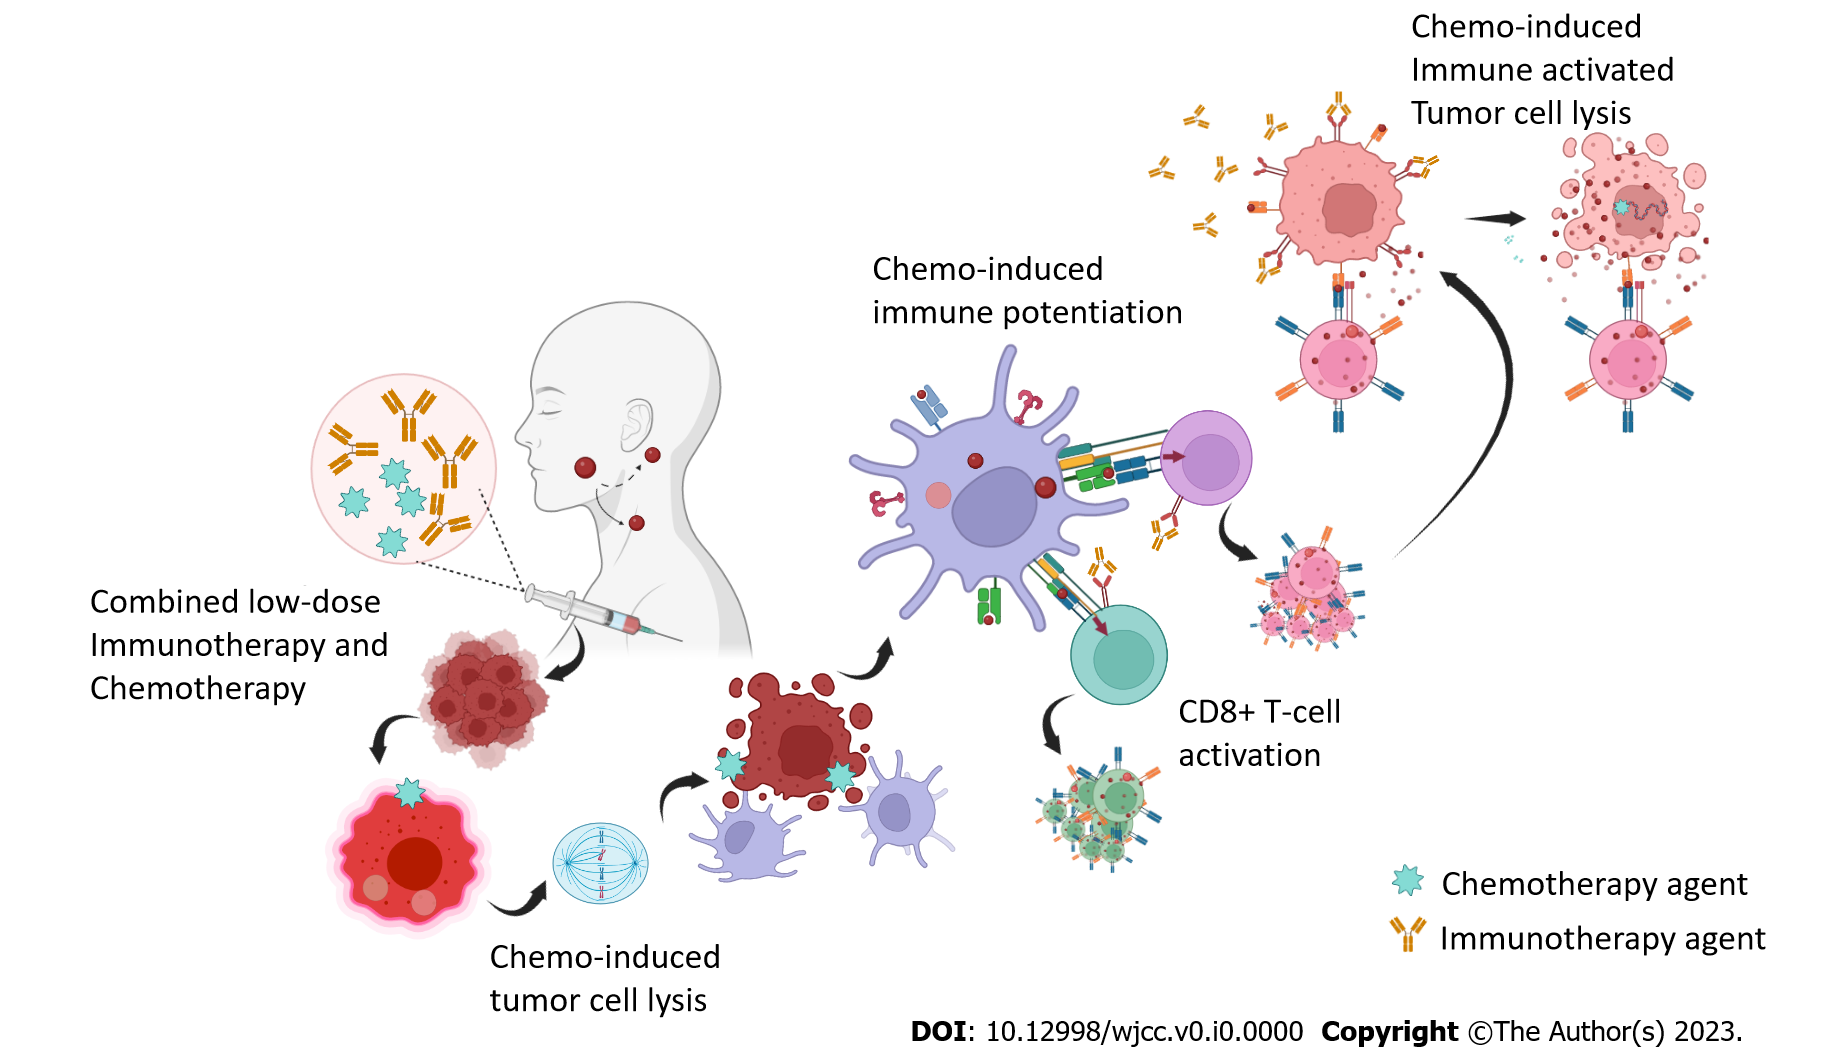 Chemo-induced
Immune activated
Tumor cell lysis
Chemo-induced
immune potentiation
Combined low-dose
Immunotherapy and
Chemotherapy
CD8+ T-cell
activation
Chemotherapy agent
Immunotherapy agent
Chemo-induced
tumor cell lysis
DOI: 10.12998/wjcc.v0.i0.0000 Copyright ©The Author(s) 2023.